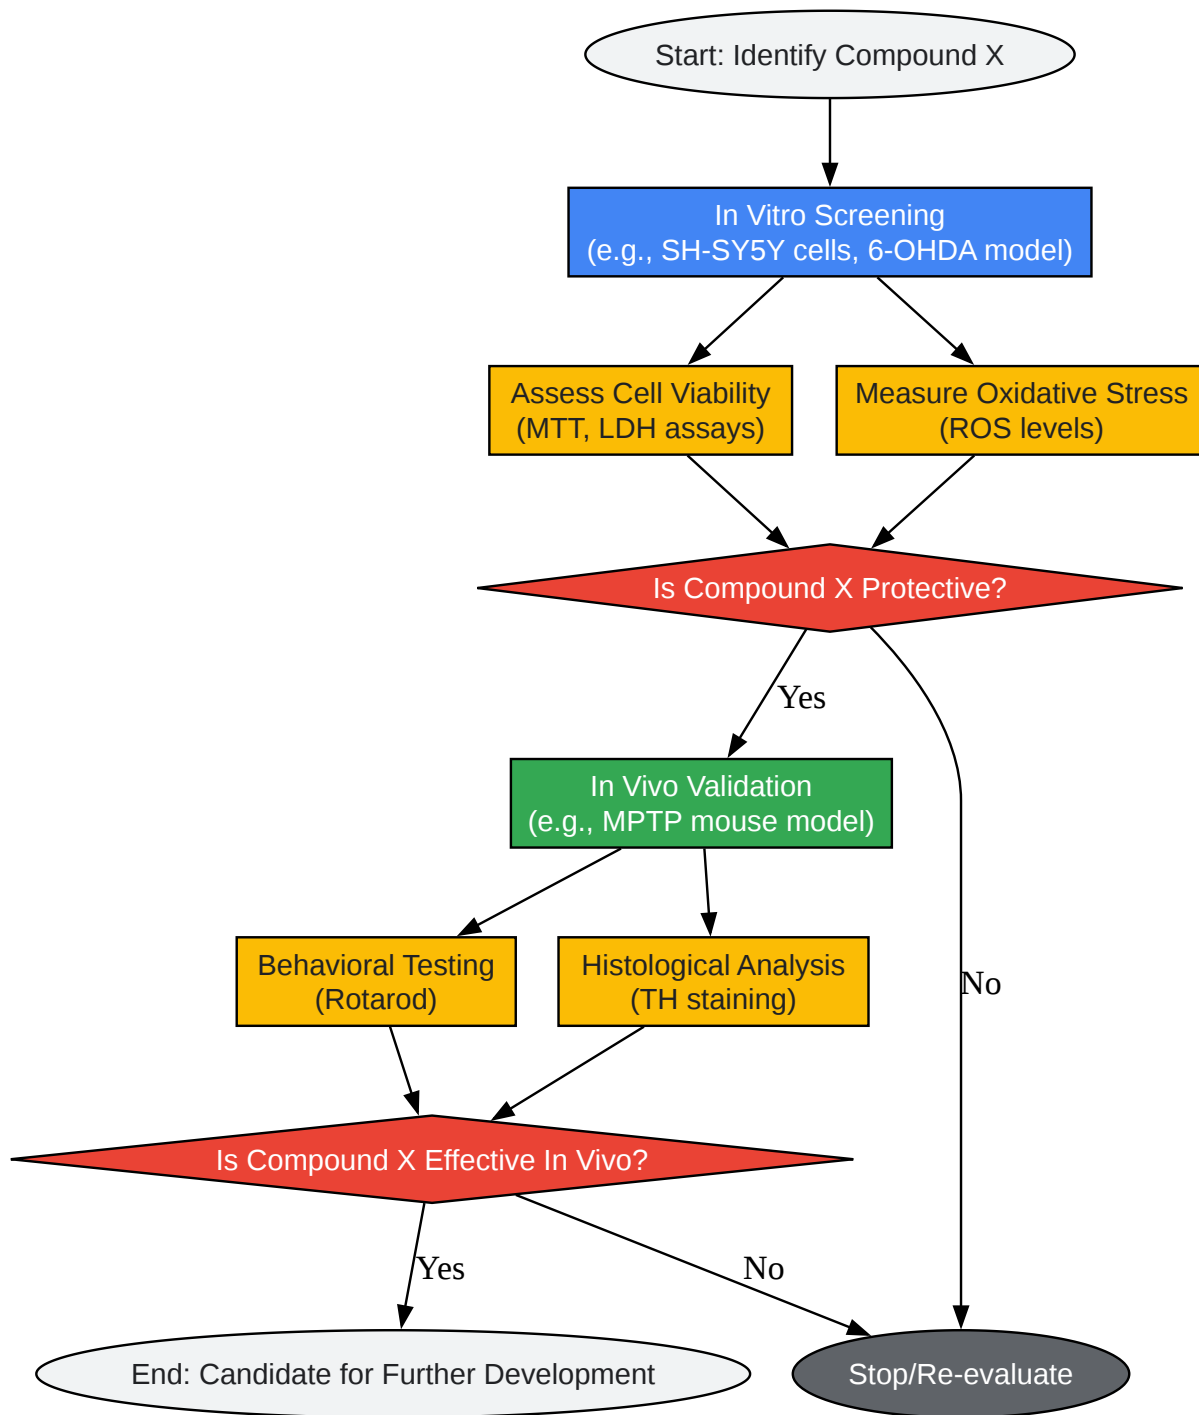 Start: Identify Compound X
In Vitro Screening
(e.g., SH-SY5Y cells, 6-OHDA model)
Assess Cell Viability
(MTT, LDH assays)
Measure Oxidative Stress
(ROS levels)
Is Compound X Protective?
Yes
In Vivo Validation
(e.g., MPTP mouse model)
Behavioral Testing
(Rotarod)
Histological Analysis
(TH staining)
No
Is Compound X Effective In Vivo?
Yes
No
End: Candidate for Further Development
Stop/Re-evaluate